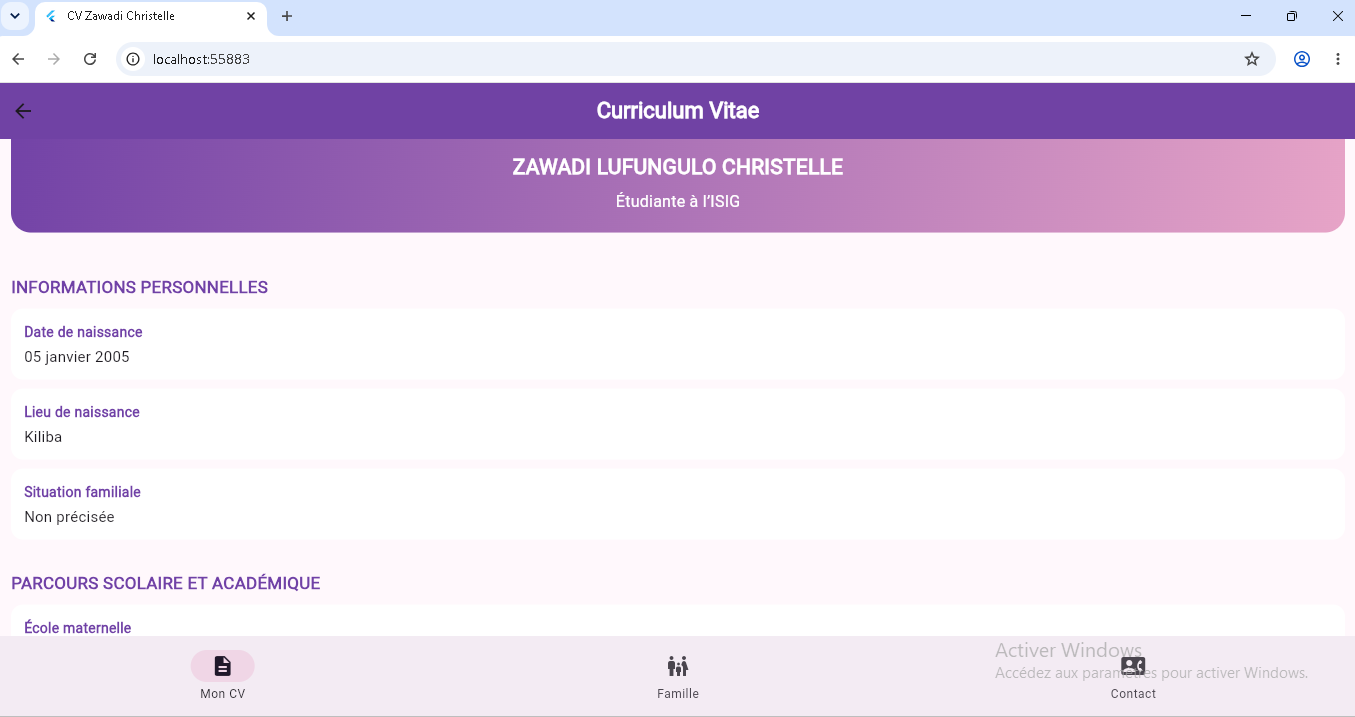 CV Zawadi Christelle
localhost:55883
Curriculum Vitae
ZAWADI LUFUNGULO CHRISTELLE
Étudiante à l’ISIG
INFORMATIONS PERSONNELLES
Date de naissance
05 janvier 2005
Lieu de naissance
Kiliba
Situation familiale
Non précisée
PARCOURS SCOLAIRE ET ACADÉMIQUE
École maternelle
Activer Windows
Accédez aux paramètres pour activer Windows.
Mon CV
Famille
Contact